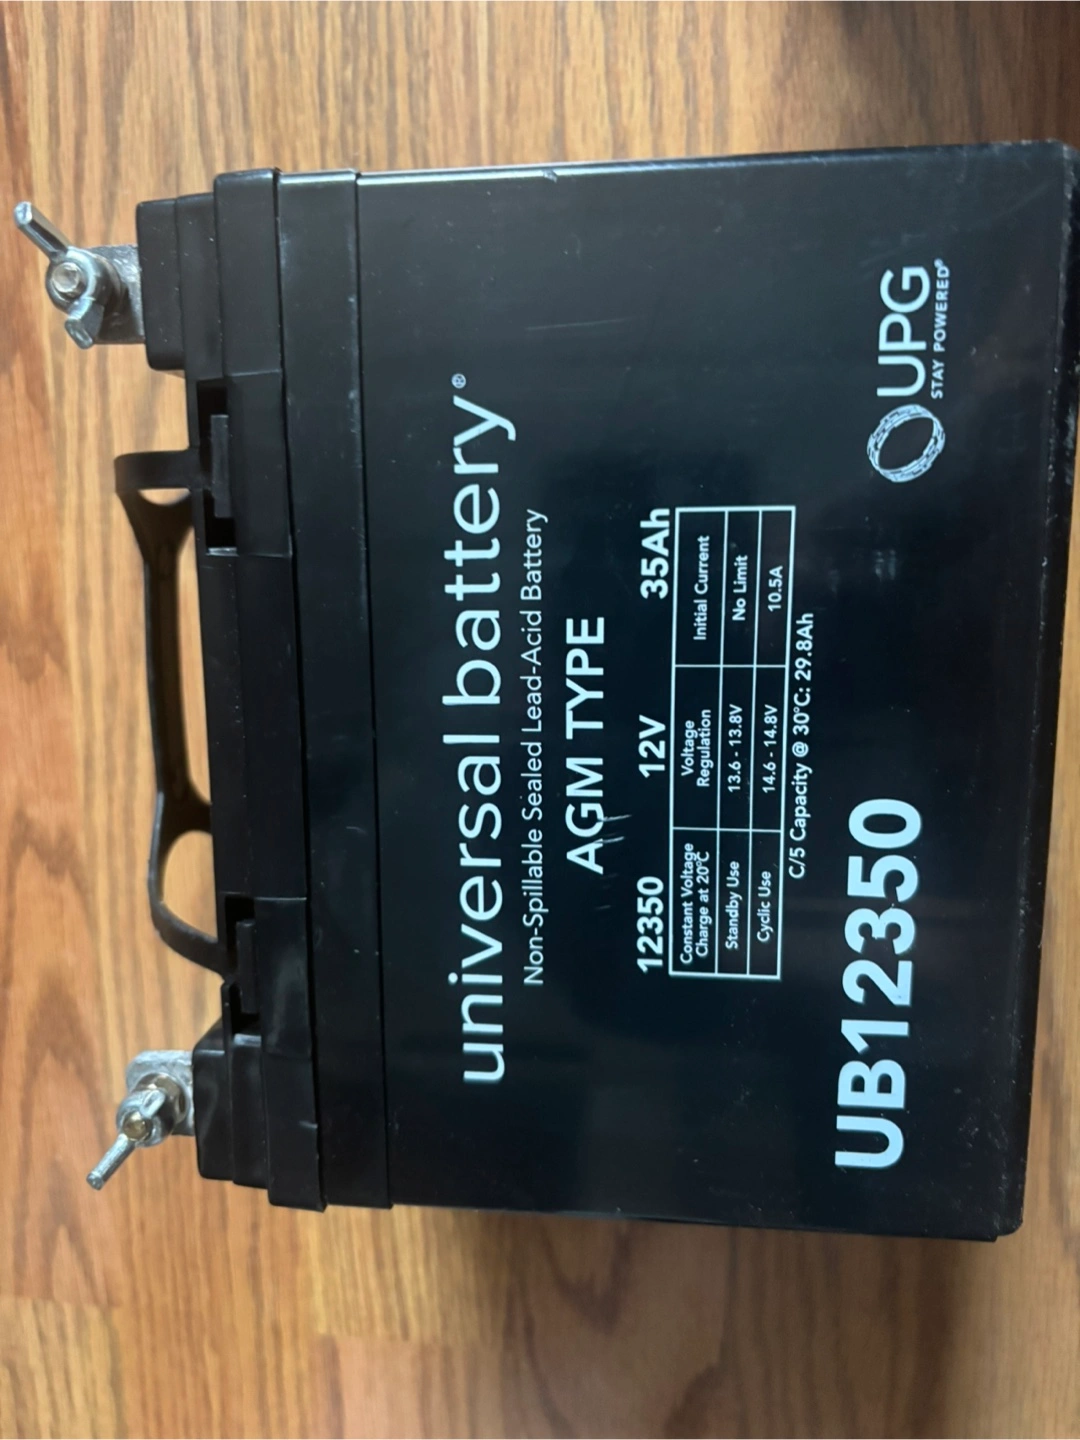 universal battery®
Non-Spillable Sealed Lead-Acid Battery
AGM TYPE
12350 12V 35Ah
Constant Voltage Charge at 20°C Voltage Regulation Initial Current
Standby Use 13.6 - 13.8V No Limit
Cyclic Use 14.6 - 14.8V 10.5A
C/5 Capacity @ 30°C: 29.8Ah
UB12350
UPG
STAY POWERED®